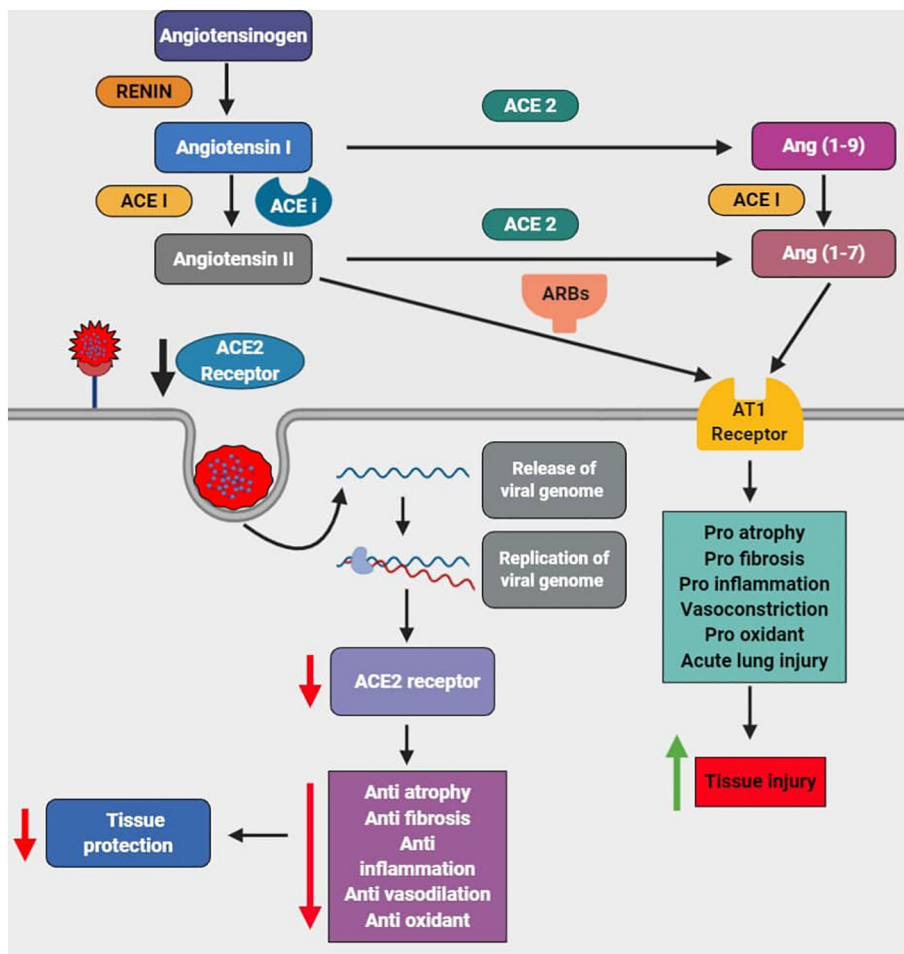 Angiotensinogen
RENIN
ACE 2
Angiotensin I
Ang (1-9)
ACE I
ACE i
ACE I
ACE 2
Angiotensin II
Ang (1-7)
ARBs
ACE2
Receptor
AT1
Receptor
Release of
viral genome
Replication of
viral genome
Pro atrophy
Pro fibrosis
Pro inflammation
Vasoconstriction
Pro oxidant
Acute lung injury
ACE2 receptor
Tissue injury
Anti atrophy
Anti fibrosis
Anti
inflammation
Anti vasodilation
Anti oxidant
Tissue
protection